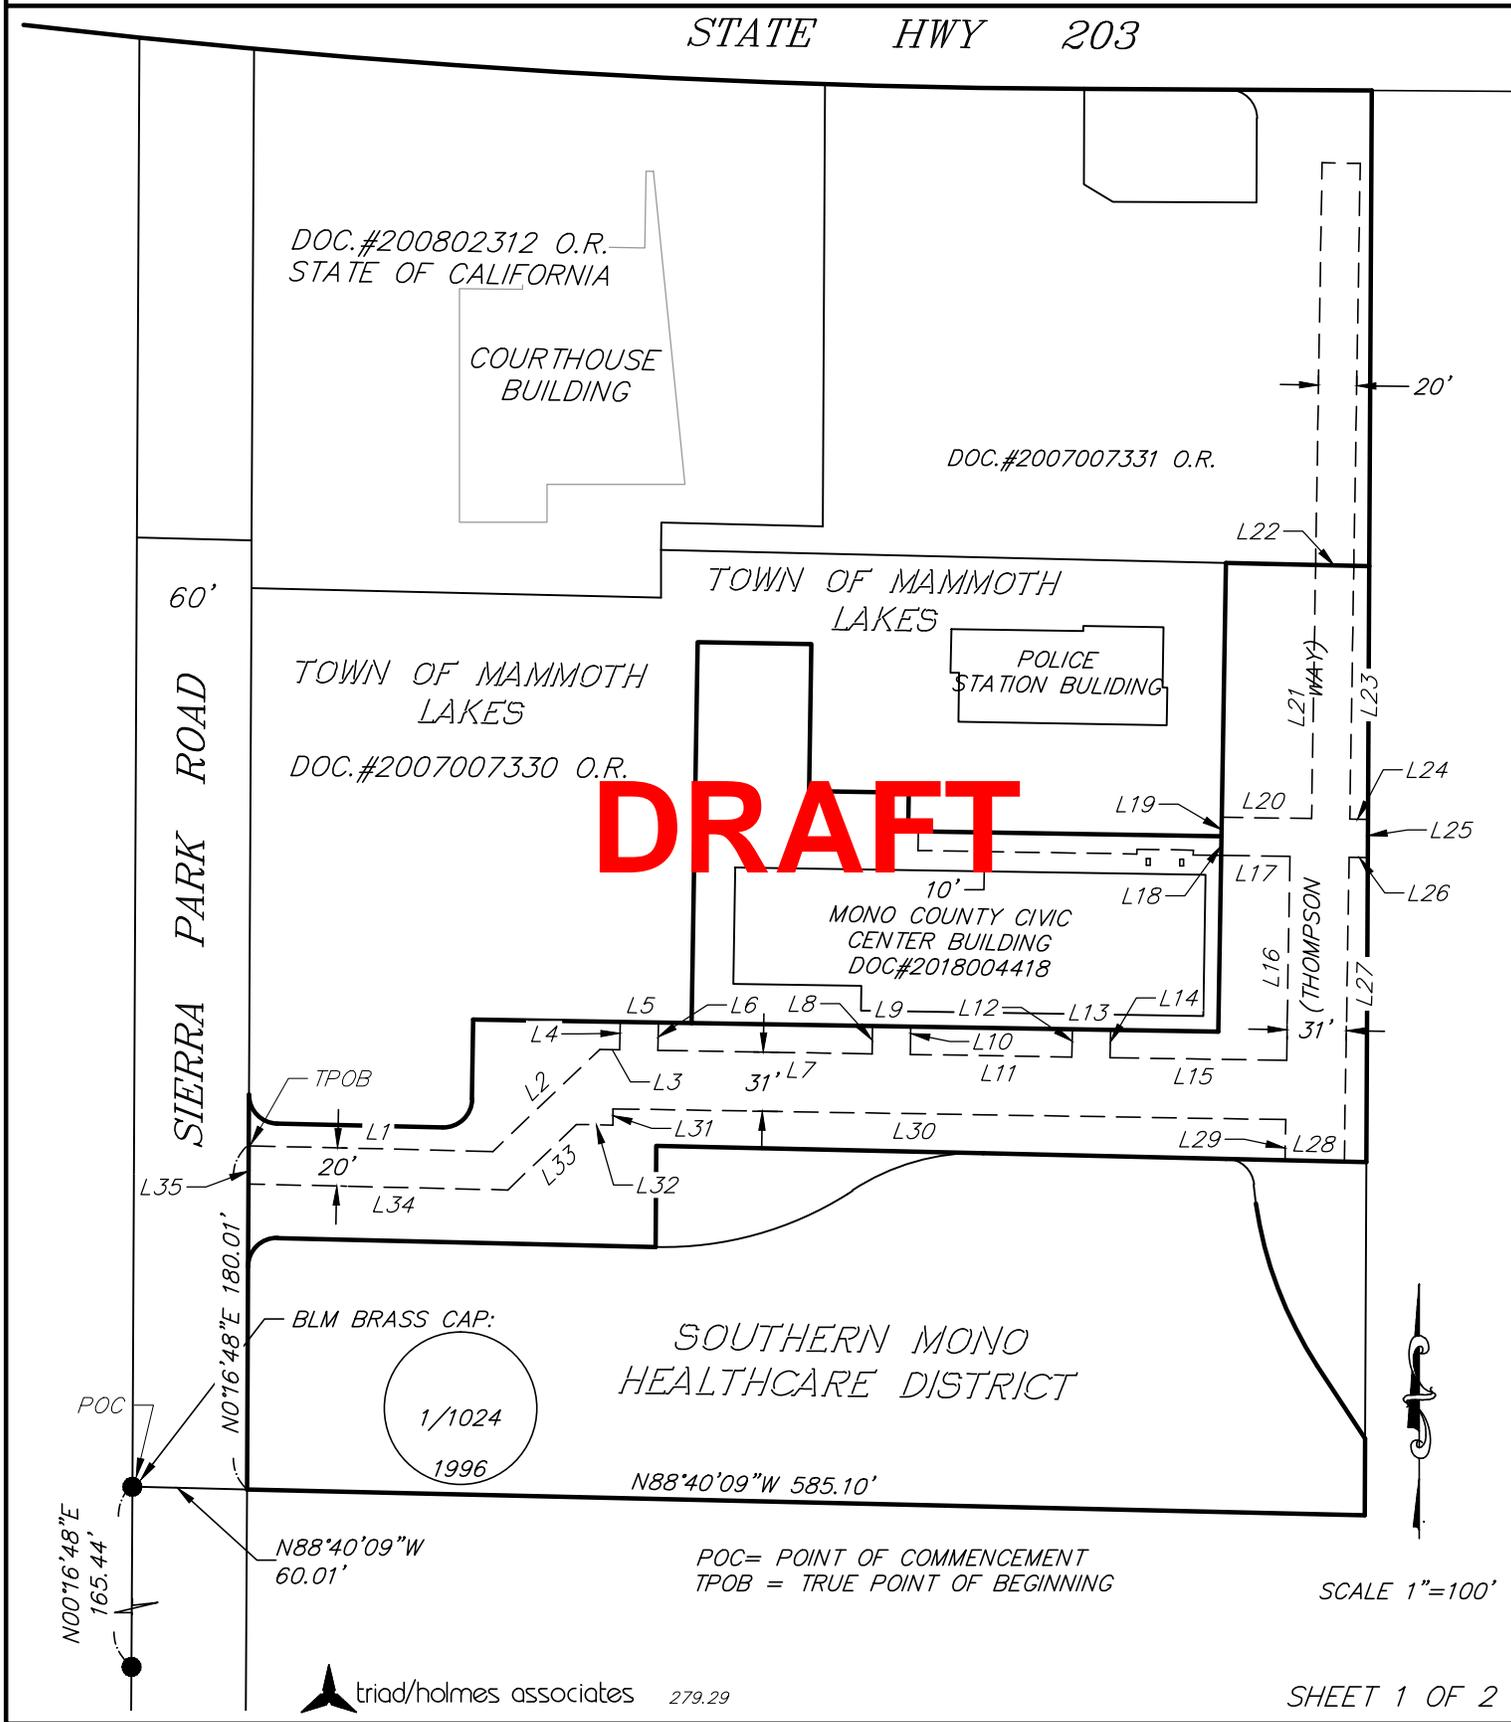 STATE HWY 203
DOC.#200802312 O.R.
STATE OF CALIFORNIA
COURTHOUSE
BUILDING
20'
DOC.#2007007331 O.R.
L22
60'
TOWN OF MAMMOTH
LAKES
POLICE
STATION BULIDING
TOWN OF MAMMOTH
LAKES
DOC.#2007007330 O.R.
SIERRA PARK ROAD
DRAFT
L21
(THOMPSON WAY)
L23
L24
L19
L20
L25
L17
L18
L26
10'
MONO COUNTY CIVIC
CENTER BUILDING
DOC#2018004418
L16
L27
L5
L6
L8
L9
L12
L13
L14
L4
L10
31'
L2
L3
31'
L7
L11
L15
TPOB
L1
L31
L30
L29
L28
20'
L33
L32
L35
L34
N0°16'48"E 180.01'
BLM BRASS CAP:
1/1024
1996
SOUTHERN MONO
HEALTHCARE DISTRICT
POC
N88°40'09"W 585.10'
N00°16'48"E
165.44'
N88°40'09"W
60.01'
POC= POINT OF COMMENCEMENT
TPOB = TRUE POINT OF BEGINNING
SCALE 1"=100'
triad/holmes associates
279.29
SHEET 1 OF 2